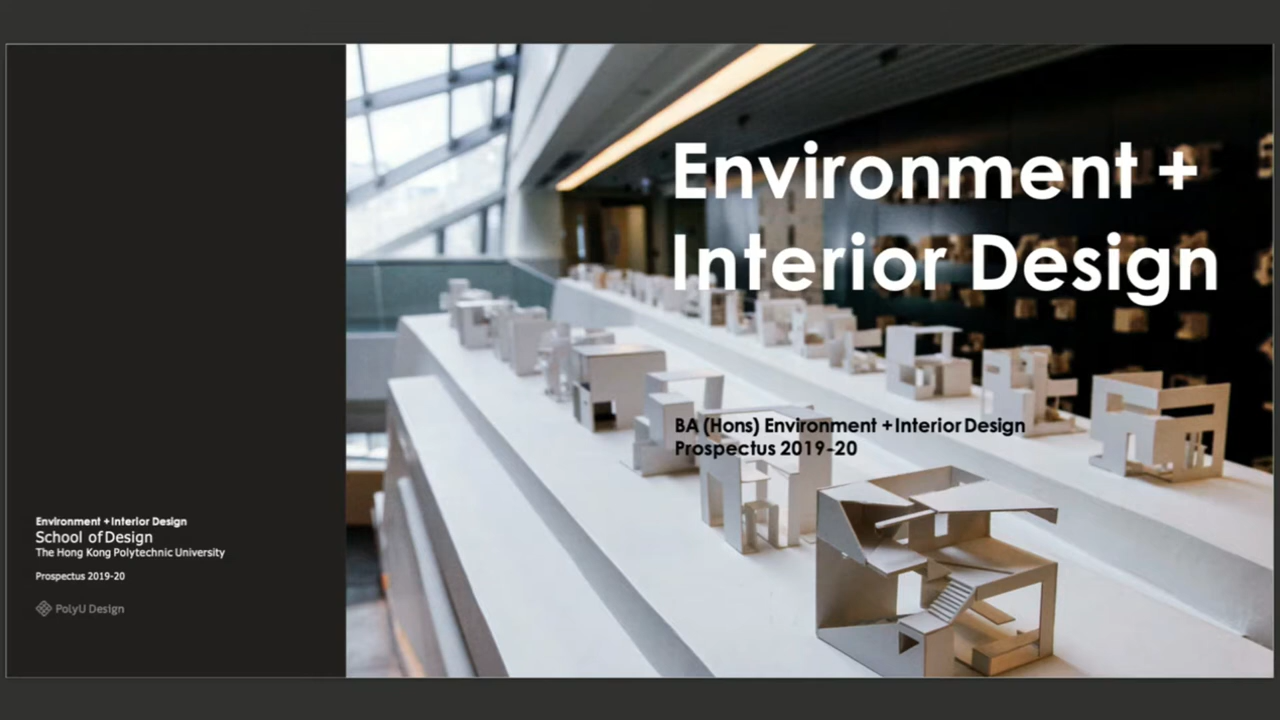 Environment +
Interior Design
BA (Hons) Environment + Interior Design
Prospectus 2019-20
Environment + Interior Design
School of Design
The Hong Kong Polytechnic University
Prospectus 2019-20
PolyU Design